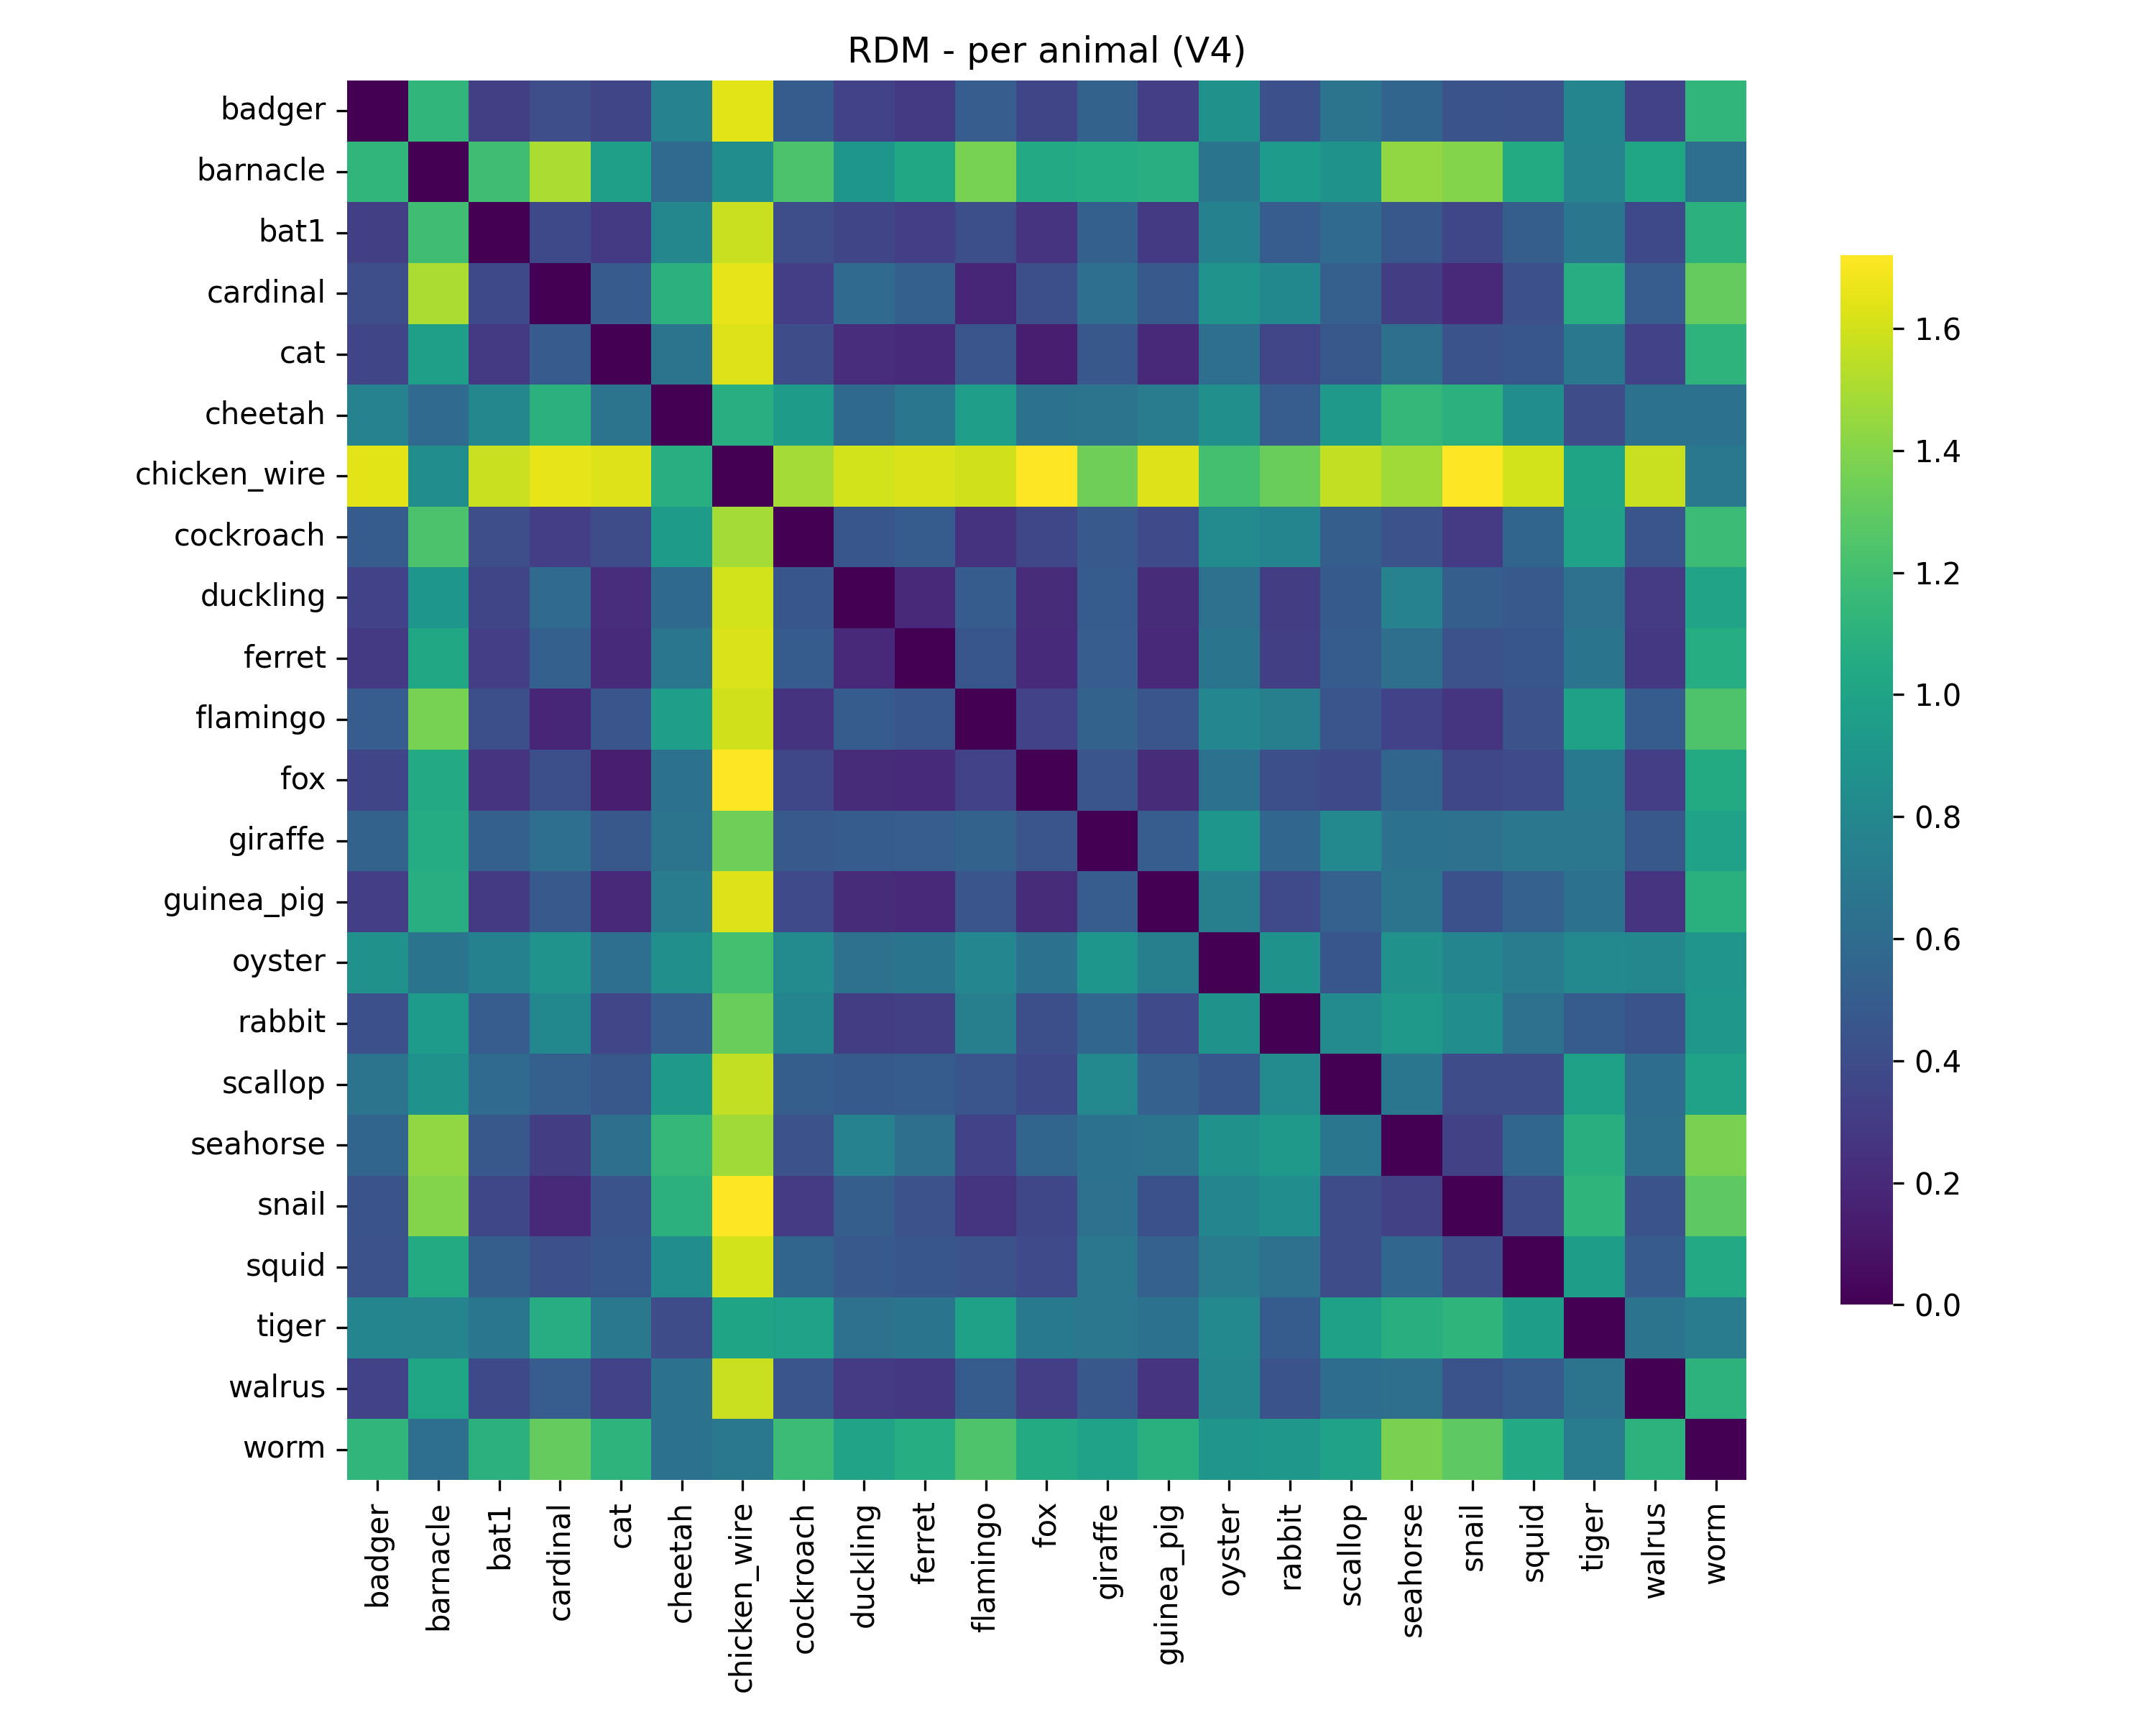 RDM - per animal (V4)
badger
barnacle
bat1
cardinal
cat
cheetah
chicken_wire
cockroach
duckling
ferret
flamingo
fox
giraffe
guinea_pig
oyster
rabbit
scallop
seahorse
snail
squid
tiger
walrus
worm
badger
barnacle
bat1
cardinal
cat
cheetah
chicken_wire
cockroach
duckling
ferret
flamingo
fox
giraffe
guinea_pig
oyster
rabbit
scallop
seahorse
snail
squid
tiger
walrus
worm
1.6
1.4
1.2
1.0
0.8
0.6
0.4
0.2
0.0